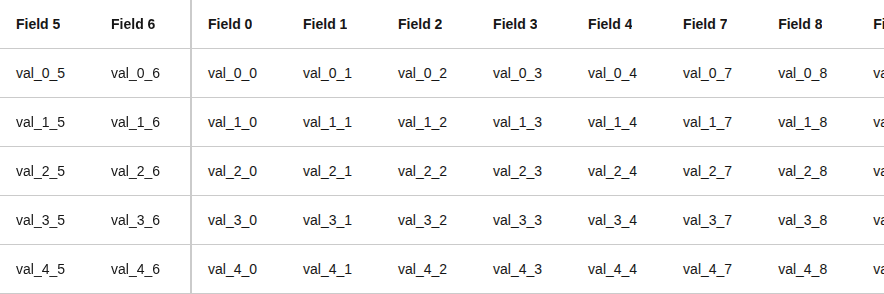 Field 5 Field 6 Field 0 Field 1 Field 2 Field 3 Field 4 Field 7 Field 8
val_0_5 val_0_6 val_0_0 val_0_1 val_0_2 val_0_3 val_0_4 val_0_7 val_0_8
val_1_5 val_1_6 val_1_0 val_1_1 val_1_2 val_1_3 val_1_4 val_1_7 val_1_8
val_2_5 val_2_6 val_2_0 val_2_1 val_2_2 val_2_3 val_2_4 val_2_7 val_2_8
val_3_5 val_3_6 val_3_0 val_3_1 val_3_2 val_3_3 val_3_4 val_3_7 val_3_8
val_4_5 val_4_6 val_4_0 val_4_1 val_4_2 val_4_3 val_4_4 val_4_7 val_4_8